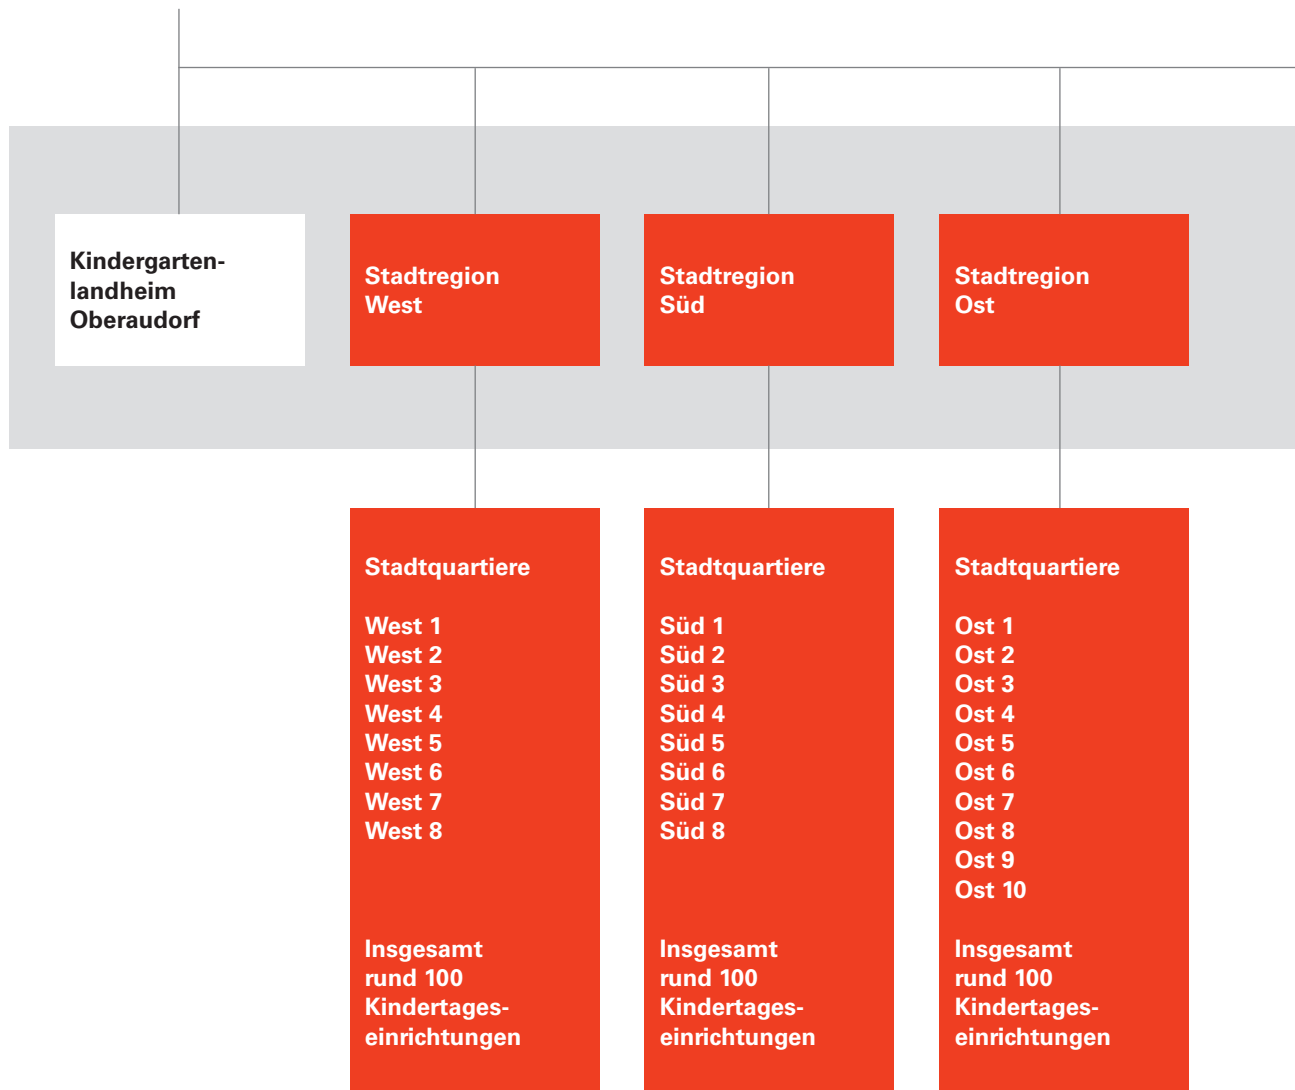 Kindergarten-
landheim
Oberaudorf
Stadtregion
West
Stadtregion
Süd
Stadtregion
Ost
Stadtquartiere
West 1
West 2
West 3
West 4
West 5
West 6
West 7
West 8
Insgesamt
rund 100
Kindertages-
einrichtungen
Stadtquartiere
Süd 1
Süd 2
Süd 3
Süd 4
Süd 5
Süd 6
Süd 7
Süd 8
Insgesamt
rund 100
Kindertages-
einrichtungen
Stadtquartiere
Ost 1
Ost 2
Ost 3
Ost 4
Ost 5
Ost 6
Ost 7
Ost 8
Ost 9
Ost 10
Insgesamt
rund 100
Kindertages-
einrichtungen